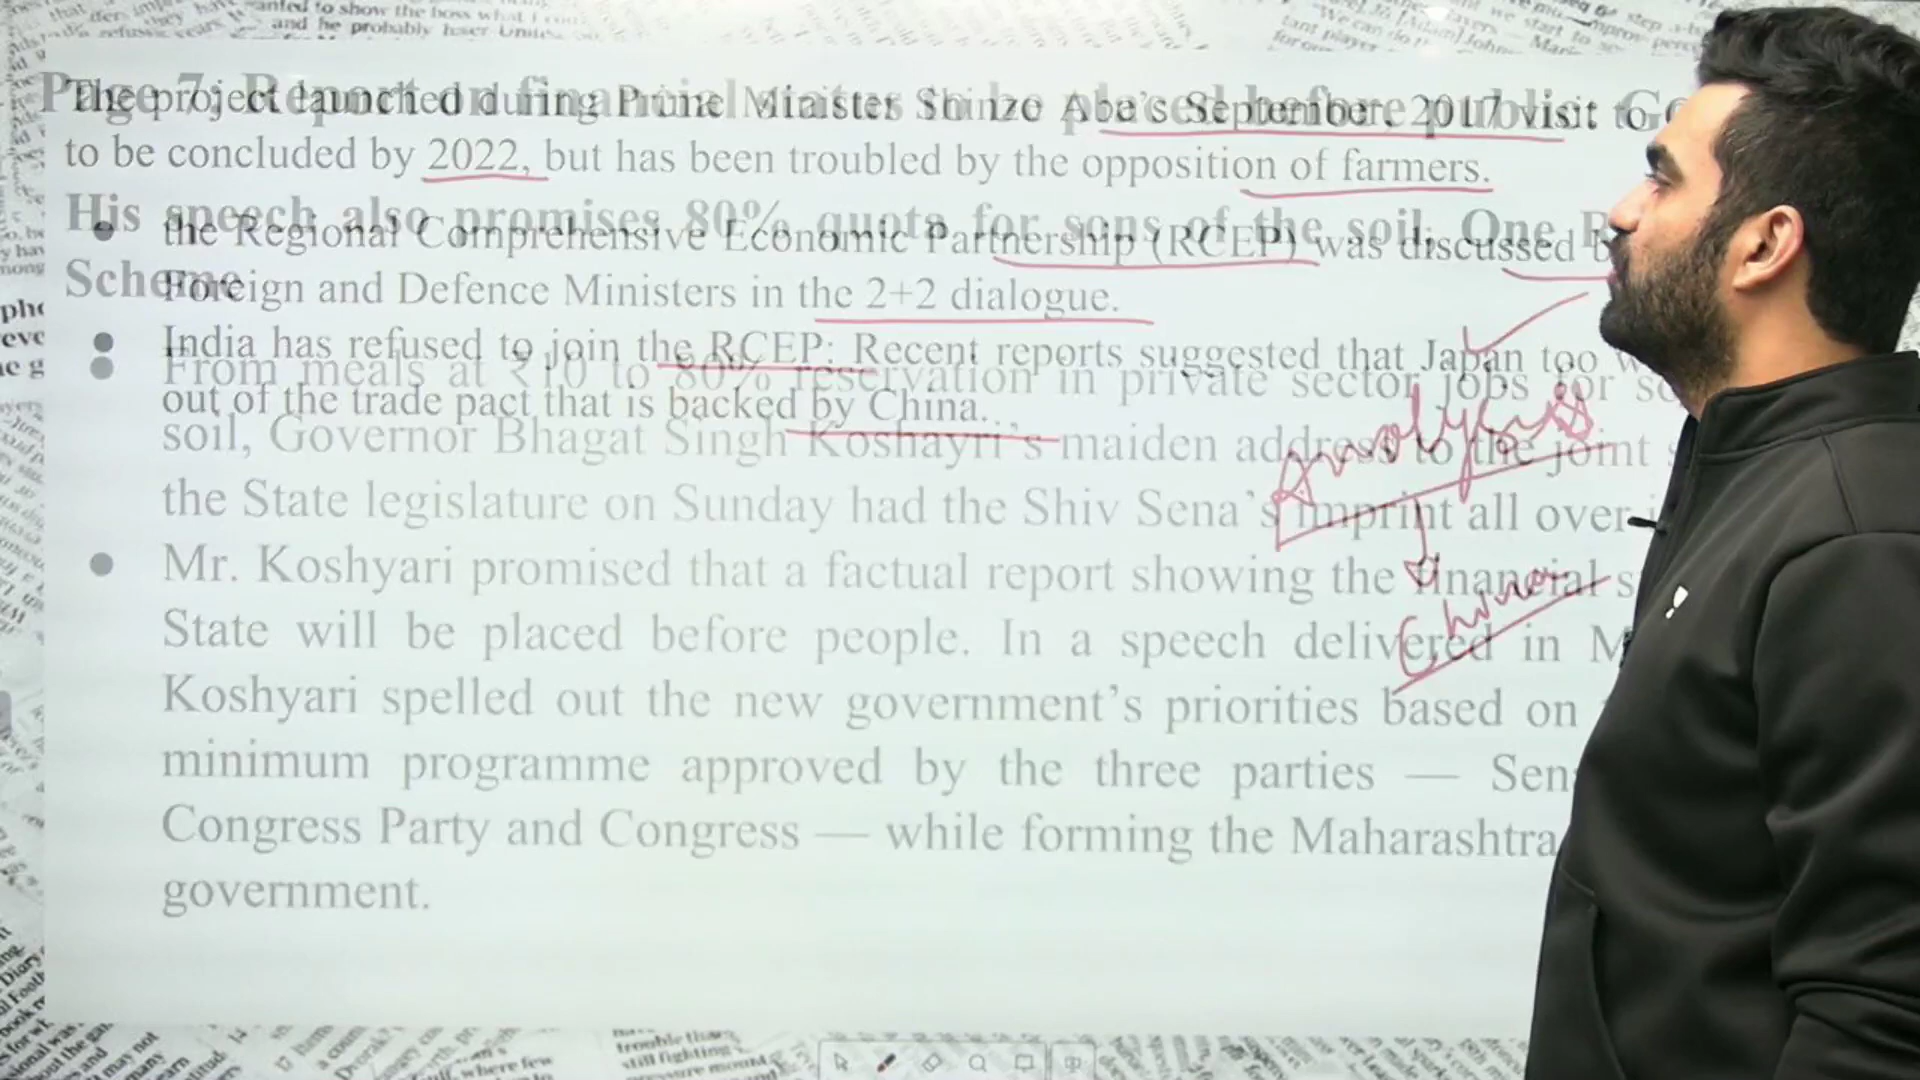 Page 7: Report on financial status to be placed before public: Go
The project launched during Prime Minister Shinzo Abe's September, 2017 visit to
to be concluded by 2022, but has been troubled by the opposition of farmers.
His speech also promises 80% quota for sons of the soil, One R
Scheme
the Regional Comprehensive Economic Partnership (RCEP) was discussed b
Foreign and Defence Ministers in the 2+2 dialogue.
India has refused to join the RCEP: Recent reports suggested that Japan too w
out of the trade pact that is backed by China.
From meals at ₹10 to 80% reservation in private sector jobs for so
soil, Governor Bhagat Singh Koshayri's maiden address to the joint s
the State legislature on Sunday had the Shiv Sena's imprint all over i
Mr. Koshyari promised that a factual report showing the financial s
State will be placed before people. In a speech delivered in M
Koshyari spelled out the new government's priorities based on
minimum programme approved by the three parties — Sen
Congress Party and Congress — while forming the Maharashtra
government.
Analysis
China